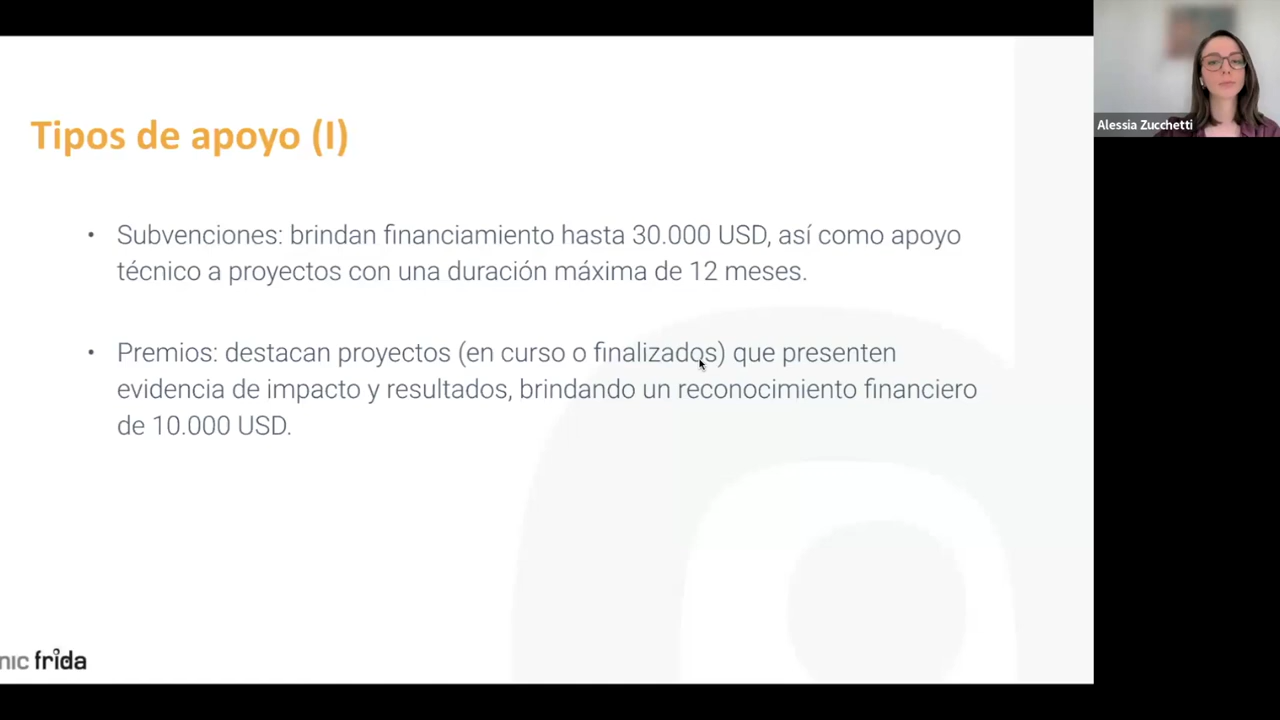 Tipos de apoyo (I)
Alessia Zucchetti
• Subvenciones: brindan financiamiento hasta 30.000 USD, así como apoyo
técnico a proyectos con una duración máxima de 12 meses.
• Premios: destacan proyectos (en curso o finalizados) que presenten
evidencia de impacto y resultados, brindando un reconocimiento financiero
de 10.000 USD.
nic frida